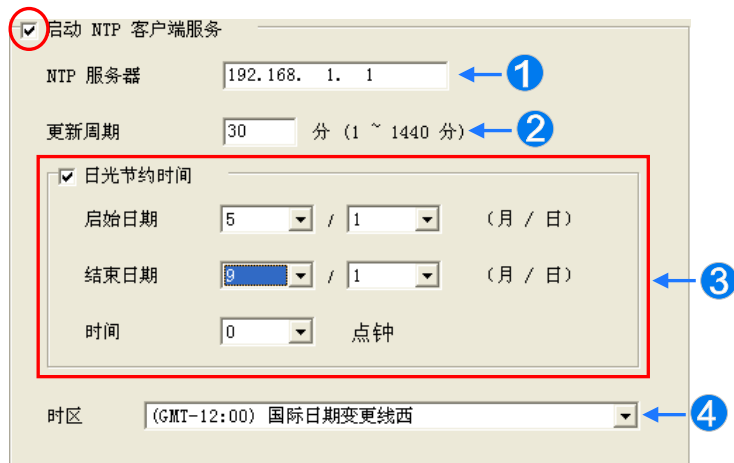 启动 NTP 客户端服务
NTP 服务器 192.168. 1. 1 1
更新周期 30 分 (1 ~ 1440 分) 2
日光节约时间
启始日期 5 / 1 (月 / 日)
结束日期 9 / 1 (月 / 日) 3
时间 0 点钟
时区 (GMT-12:00) 国际日期变更线西 4